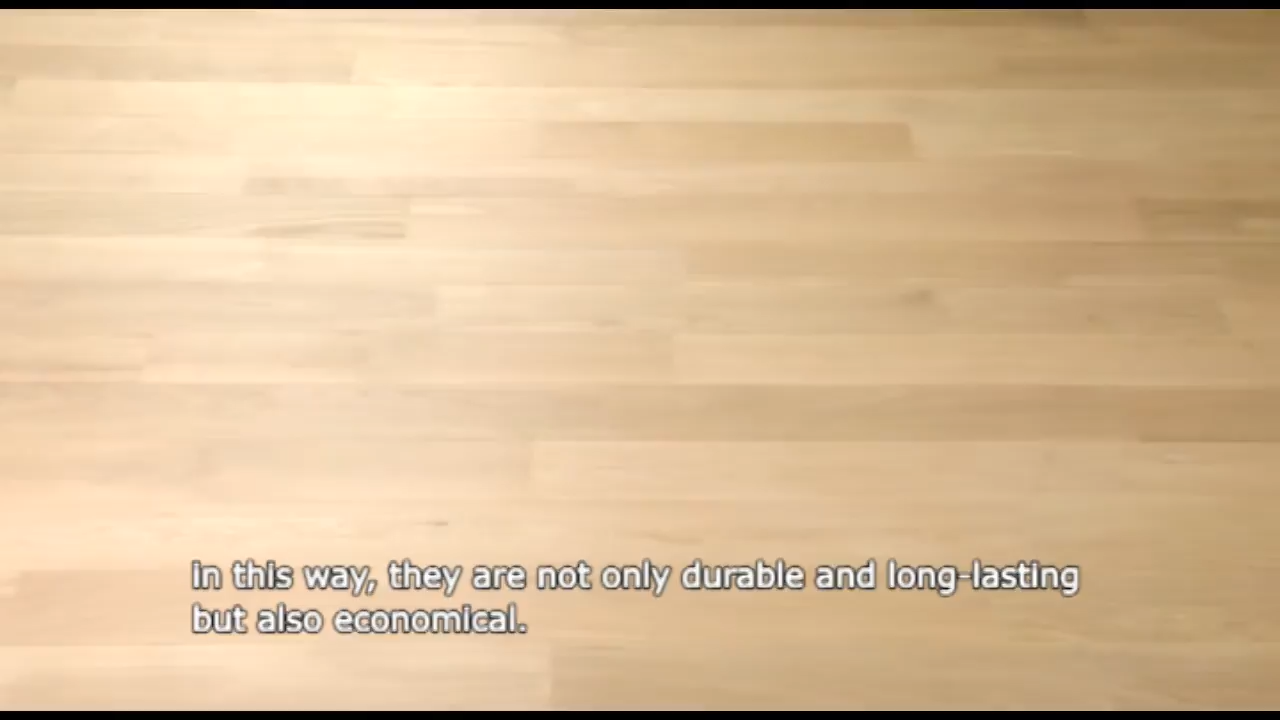 in this way, they are not only durable and long-lasting
but also economical.